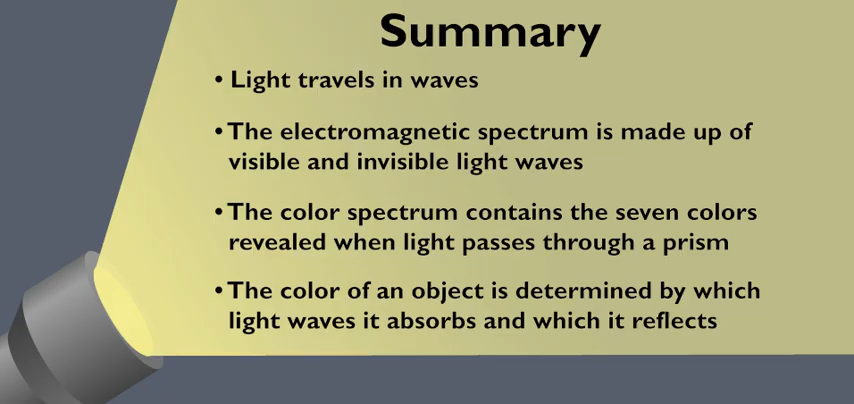 Summary
• Light travels in waves
• The electromagnetic spectrum is made up of
visible and invisible light waves
• The color spectrum contains the seven colors
revealed when light passes through a prism
• The color of an object is determined by which
light waves it absorbs and which it reflects